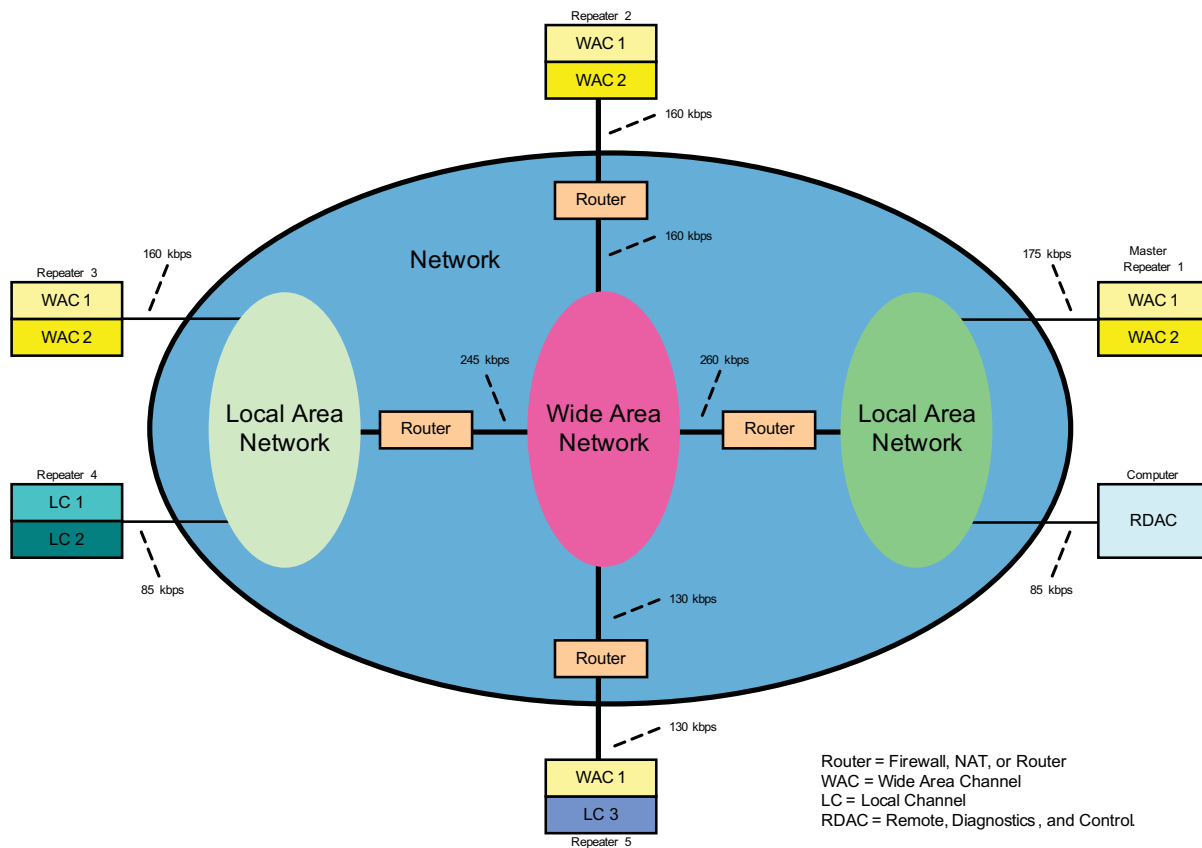 Repeater 2
WAC 1
WAC 2
160 kbps
Router
160 kbps
Network
160 kbps
Repeater 3
WAC 1
WAC 2
175 kbps
Master
Repeater 1
WAC 1
WAC 2
245 kbps
260 kbps
Local Area
Network
Router
Wide Area
Network
Router
Local Area
Network
Repeater 4
LC 1
LC 2
85 kbps
Computer
RDAC
85 kbps
130 kbps
Router
130 kbps
WAC 1
LC 3
Repeater 5
Router = Firewall, NAT, or Router
WAC = Wide Area Channel
LC = Local Channel
RDAC = Remote, Diagnostics, and Control.